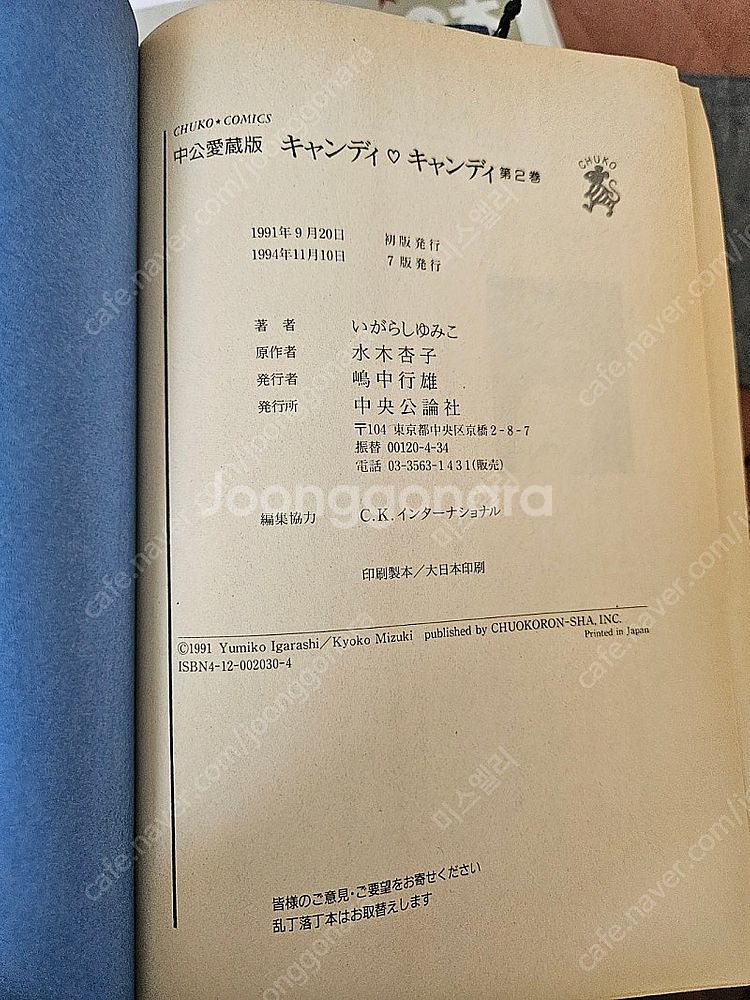 CHUKO★COMICS
中公愛蔵版 キャンディ♡キャンディ 第2巻
CHUKO
1991年9月20日 初版発行
1994年11月10日 7版発行
著者 いがらしゆみこ
原作者 水木杏子
発行者 嶋中行雄
発行所 中央公論社
〒104 東京都中央区京橋2-8-7
振替 00120-4-34
電話 03-3563-1431(販売)
Joonggonara
編集協力 C.K.インターナショナル
印刷製本/大日本印刷
©1991 Yumiko Igarashi/Kyoko Mizuki published by CHUOKORON-SHA, INC.
Printed in Japan
ISBN4-12-002030-4
皆様のご意見・ご要望をお寄せください
乱丁落丁本はお取替えします
cafe.naver.com/joonggonara
미스엘리